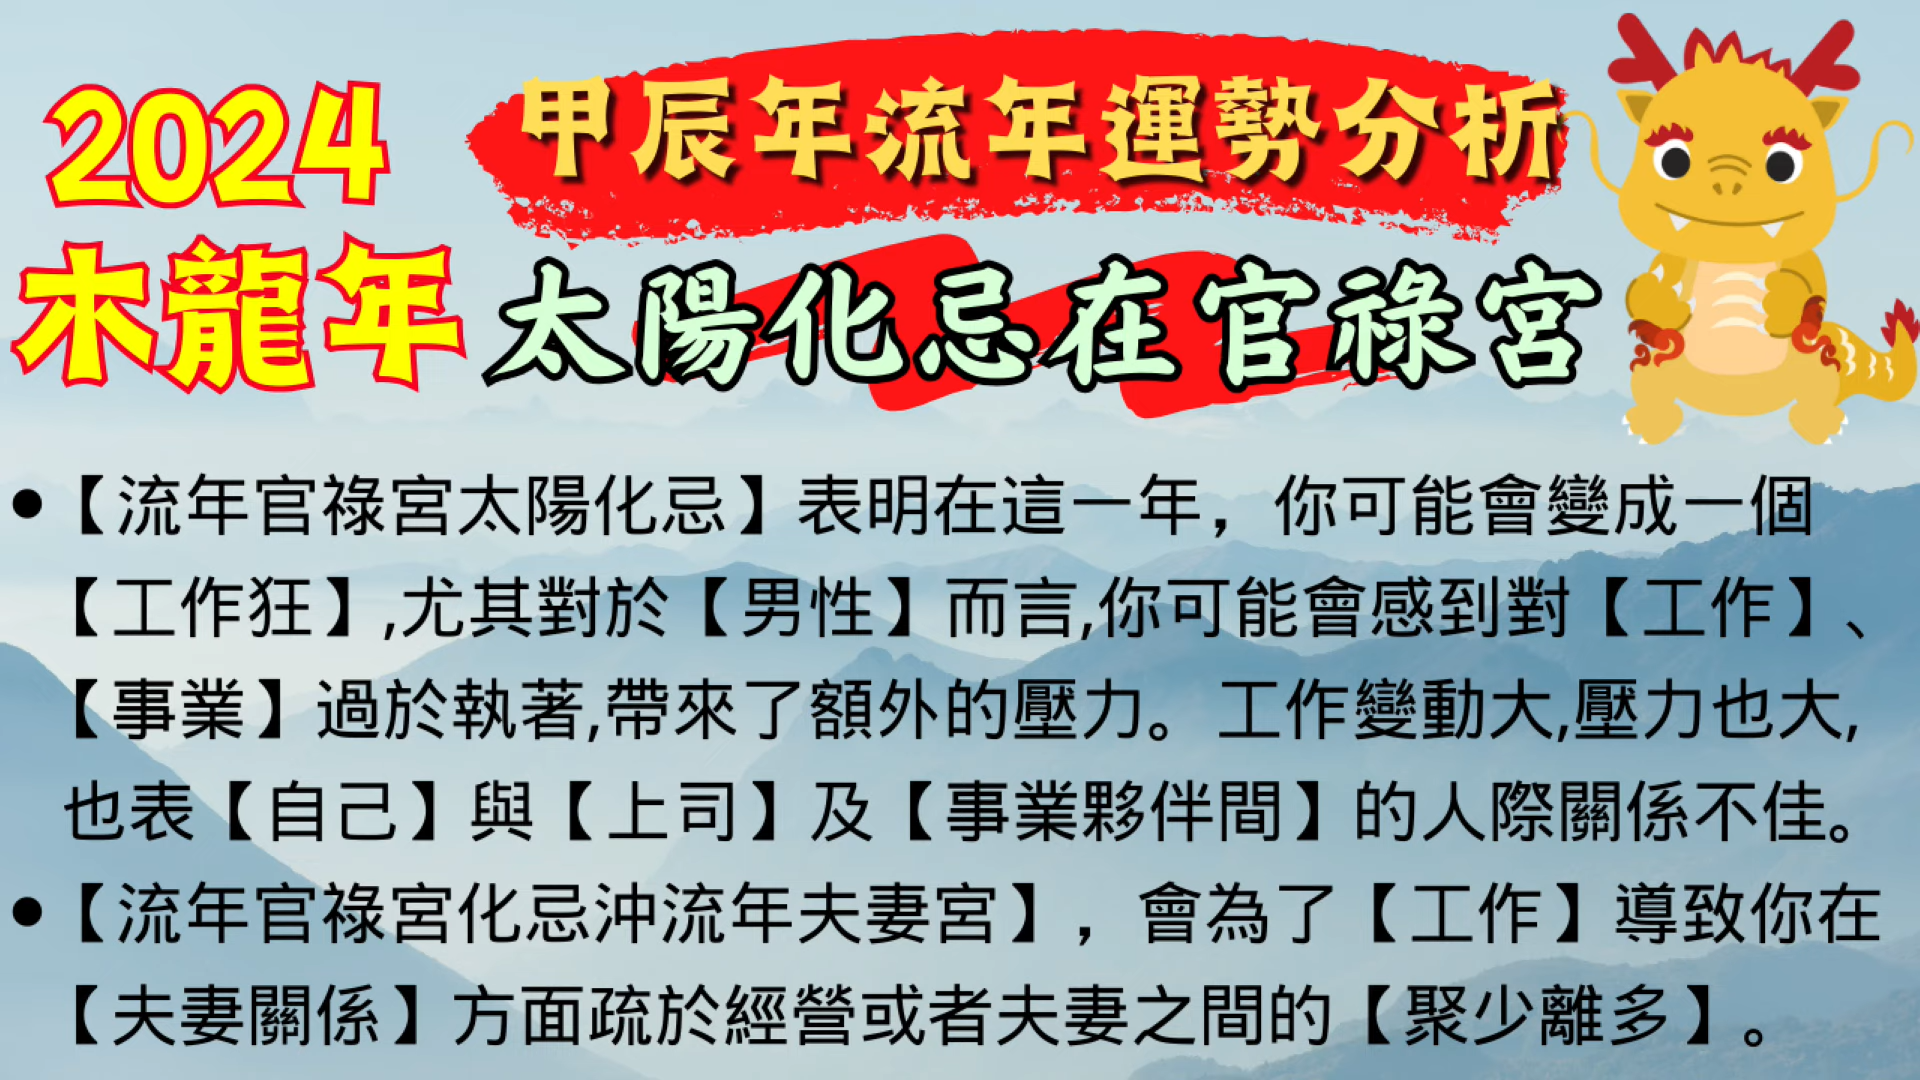 2024
木龍年
甲辰年流年運勢分析
太陽化忌在官祿宮
•【流年官祿宮太陽化忌】表明在這一年，你可能會變成一個
【工作狂】,尤其對於【男性】而言,你可能會感到對【工作】、
【事業】過於執著,帶來了額外的壓力。工作變動大,壓力也大,
也表【自己】與【上司】及【事業夥伴間】的人際關係不佳。
•【流年官祿宮化忌沖流年夫妻宮】，會為了【工作】導致你在
【夫妻關係】方面疏於經營或者夫妻之間的【聚少離多】。